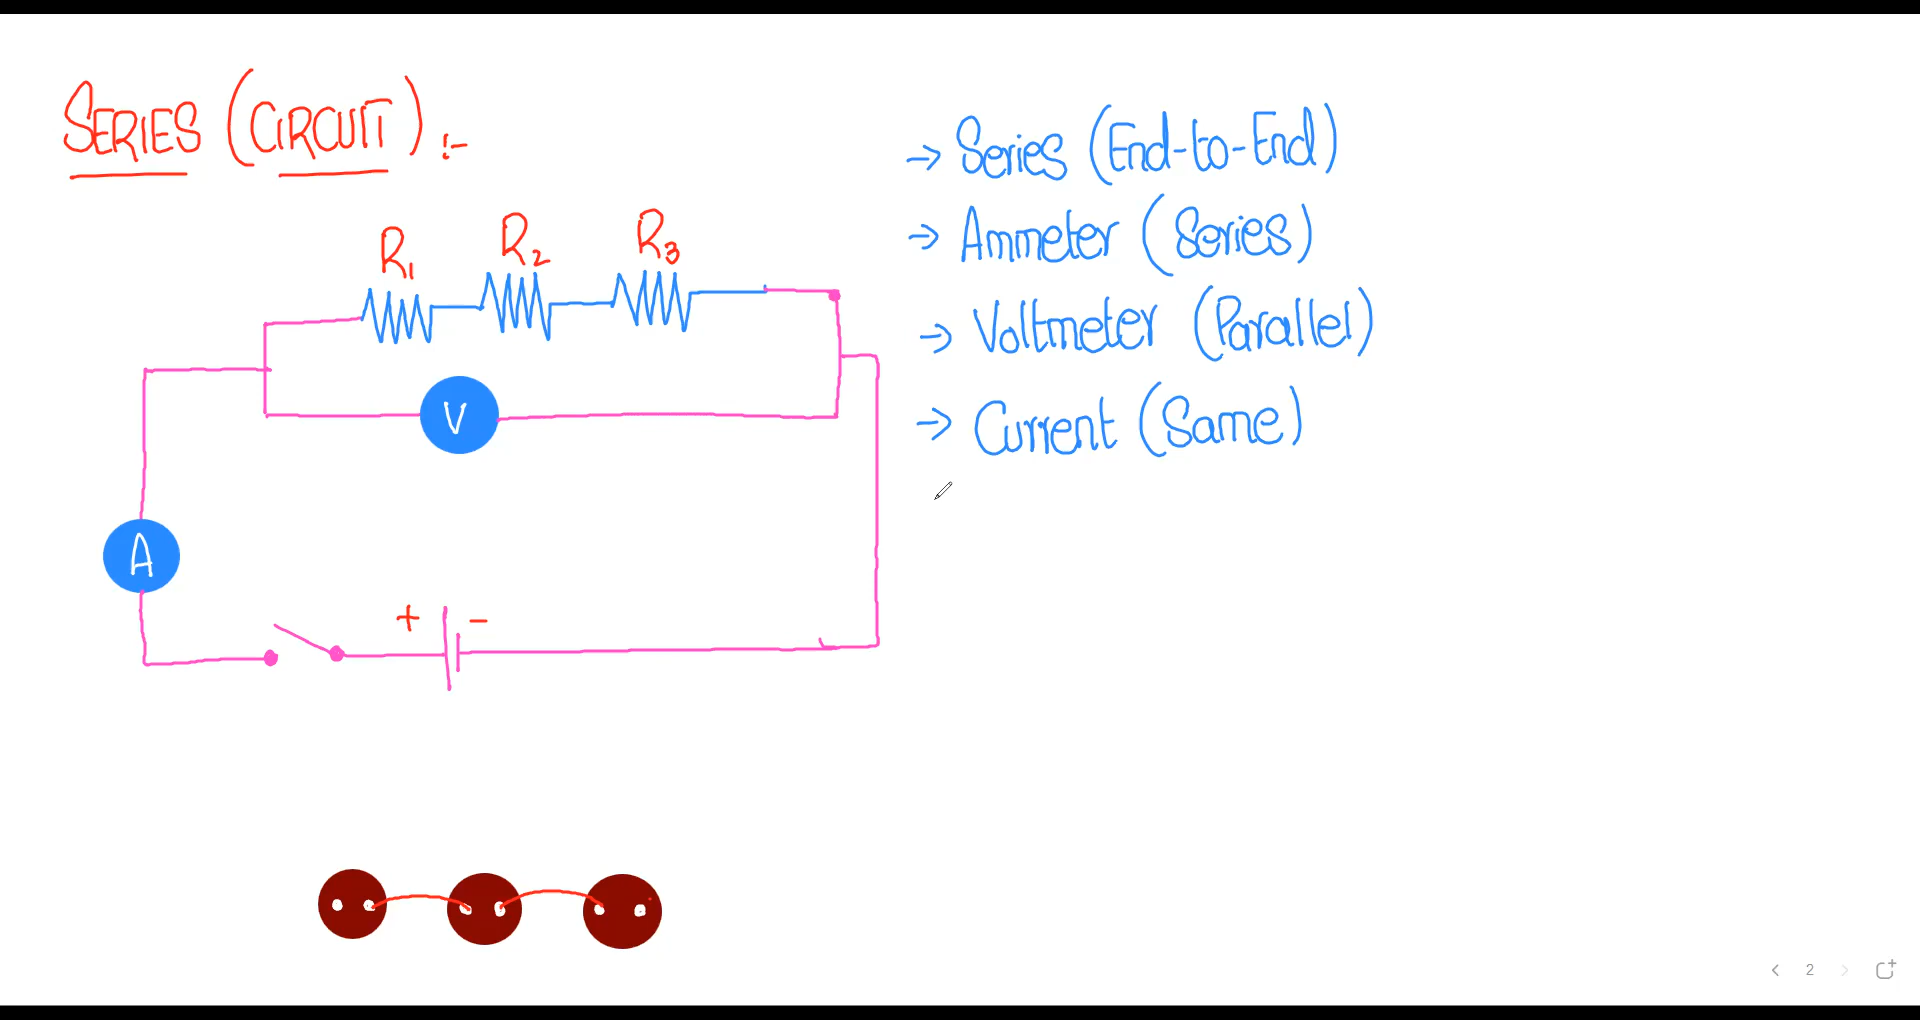 SERIES (CIRCUIT) :-
R₁ R₂ R₃
V
A
+ -
→ Series (End-to-End)
→ Ammeter (Series)
→ Voltmeter (Parallel)
→ Current (Same)
2